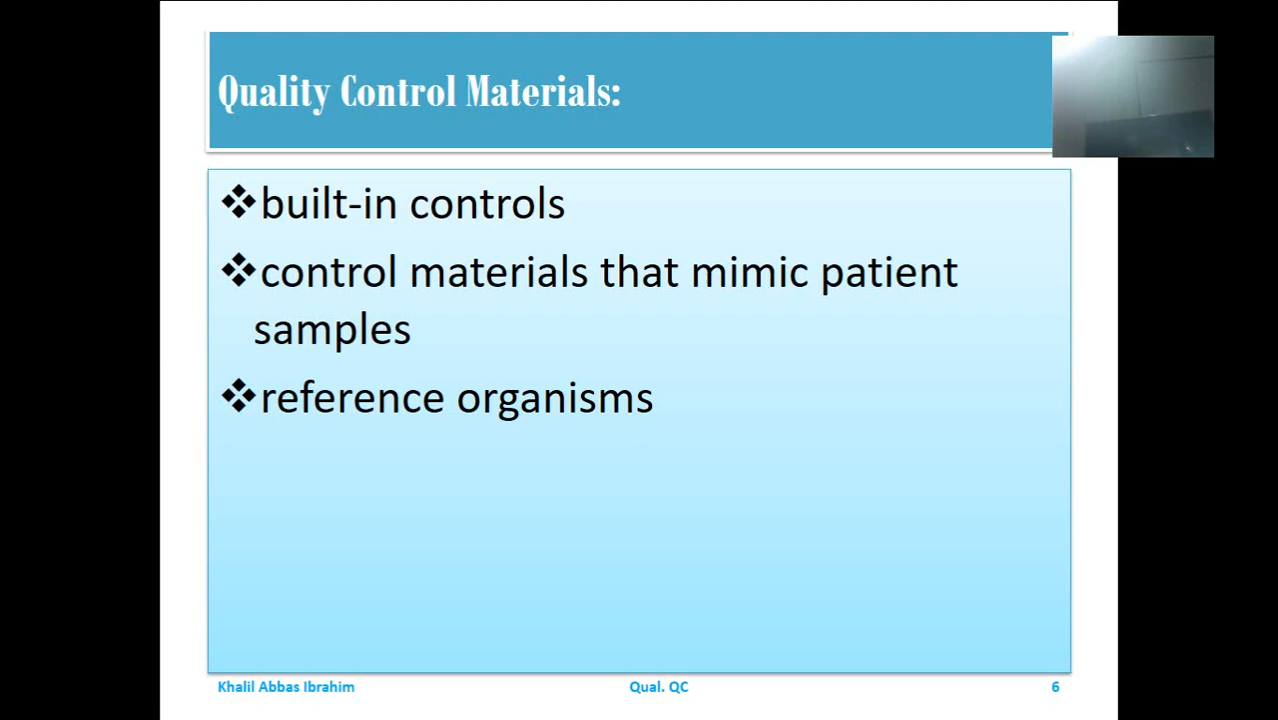 Quality Control Materials:
❖built-in controls
❖control materials that mimic patient
samples
❖reference organisms
Khalil Abbas Ibrahim Qual. QC 6